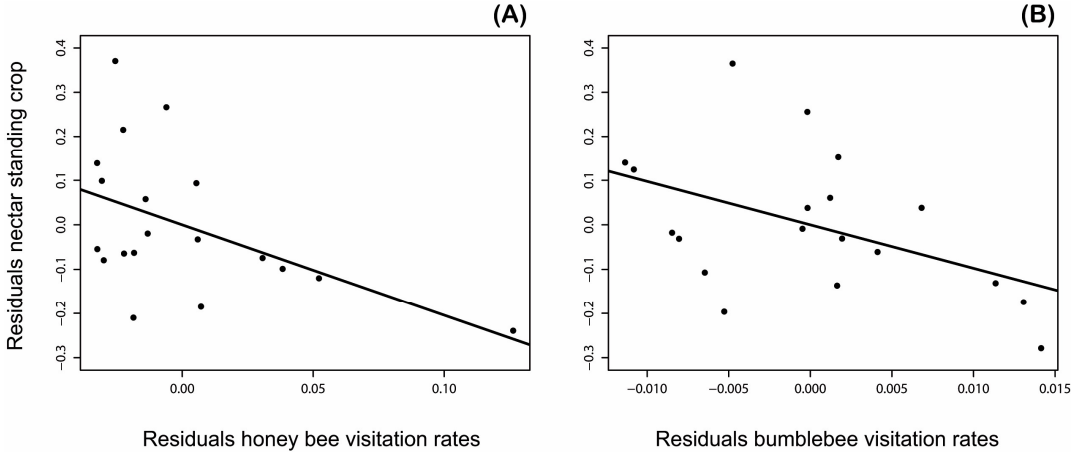 (A)
(B)
Residuals nectar standing crop
0.4
0.3
0.2
0.1
0.0
−0.1
−0.2
−0.3
0.4
0.3
0.2
0.1
0.0
−0.1
−0.2
−0.3
0.00 0.05 0.10
−0.010 −0.005 0.000 0.005 0.010 0.015
Residuals honey bee visitation rates
Residuals bumblebee visitation rates